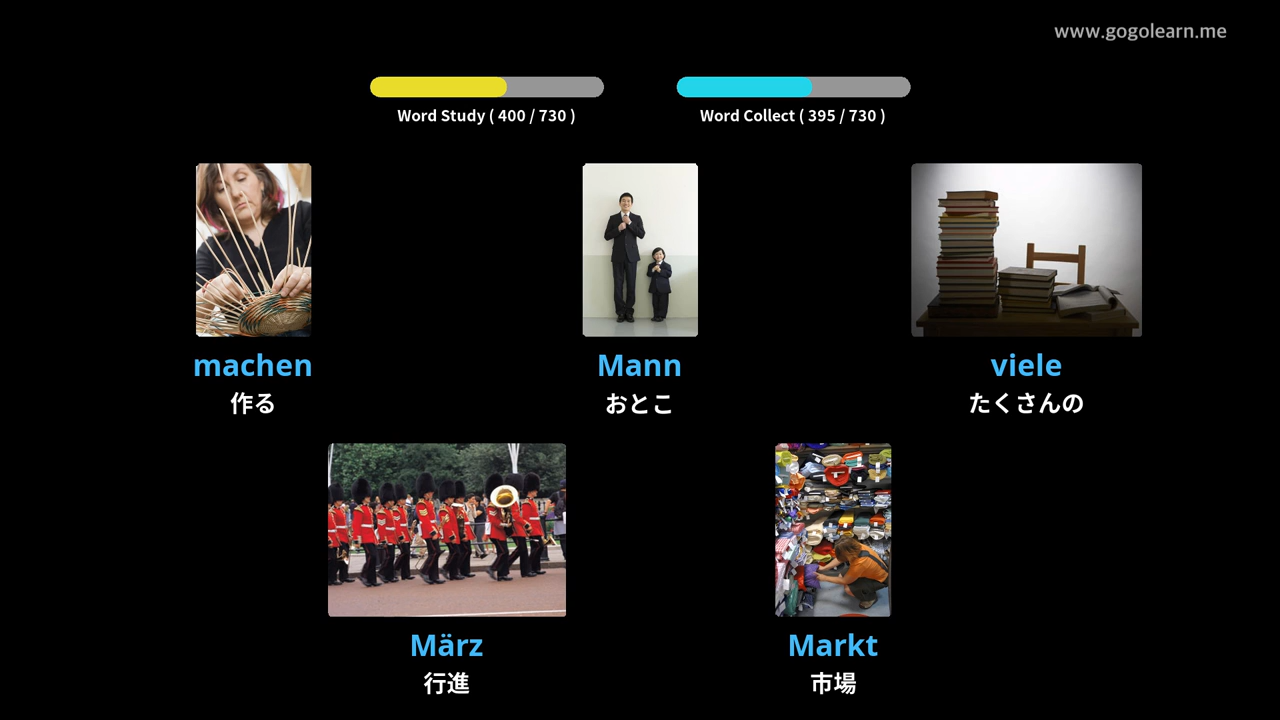 www.gogolearn.me
Word Study ( 400 / 730 )
Word Collect ( 395 / 730 )
machen
作る
Mann
おとこ
viele
たくさんの
März
行進
Markt
市場